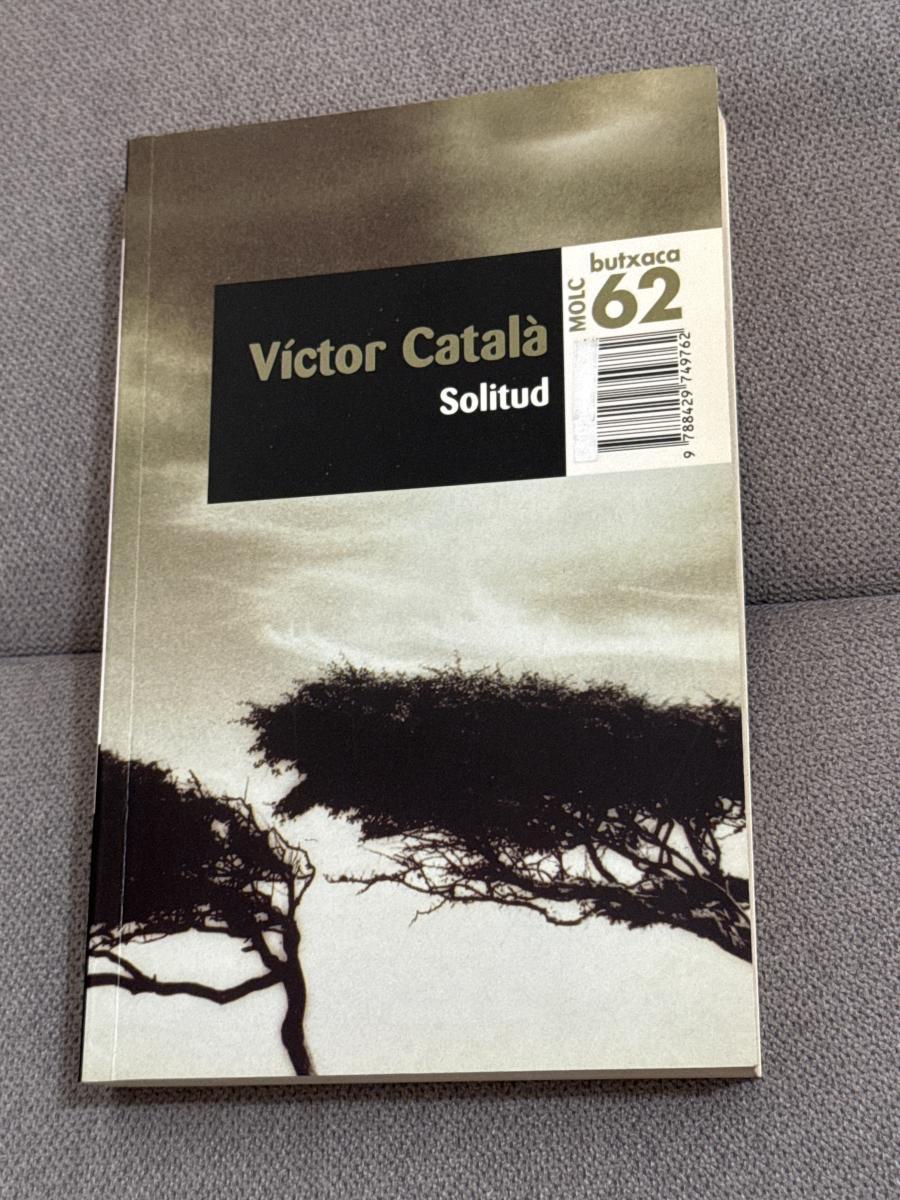 Víctor Català
Solitud
butxaca
62
MOLC
9 788429 749762